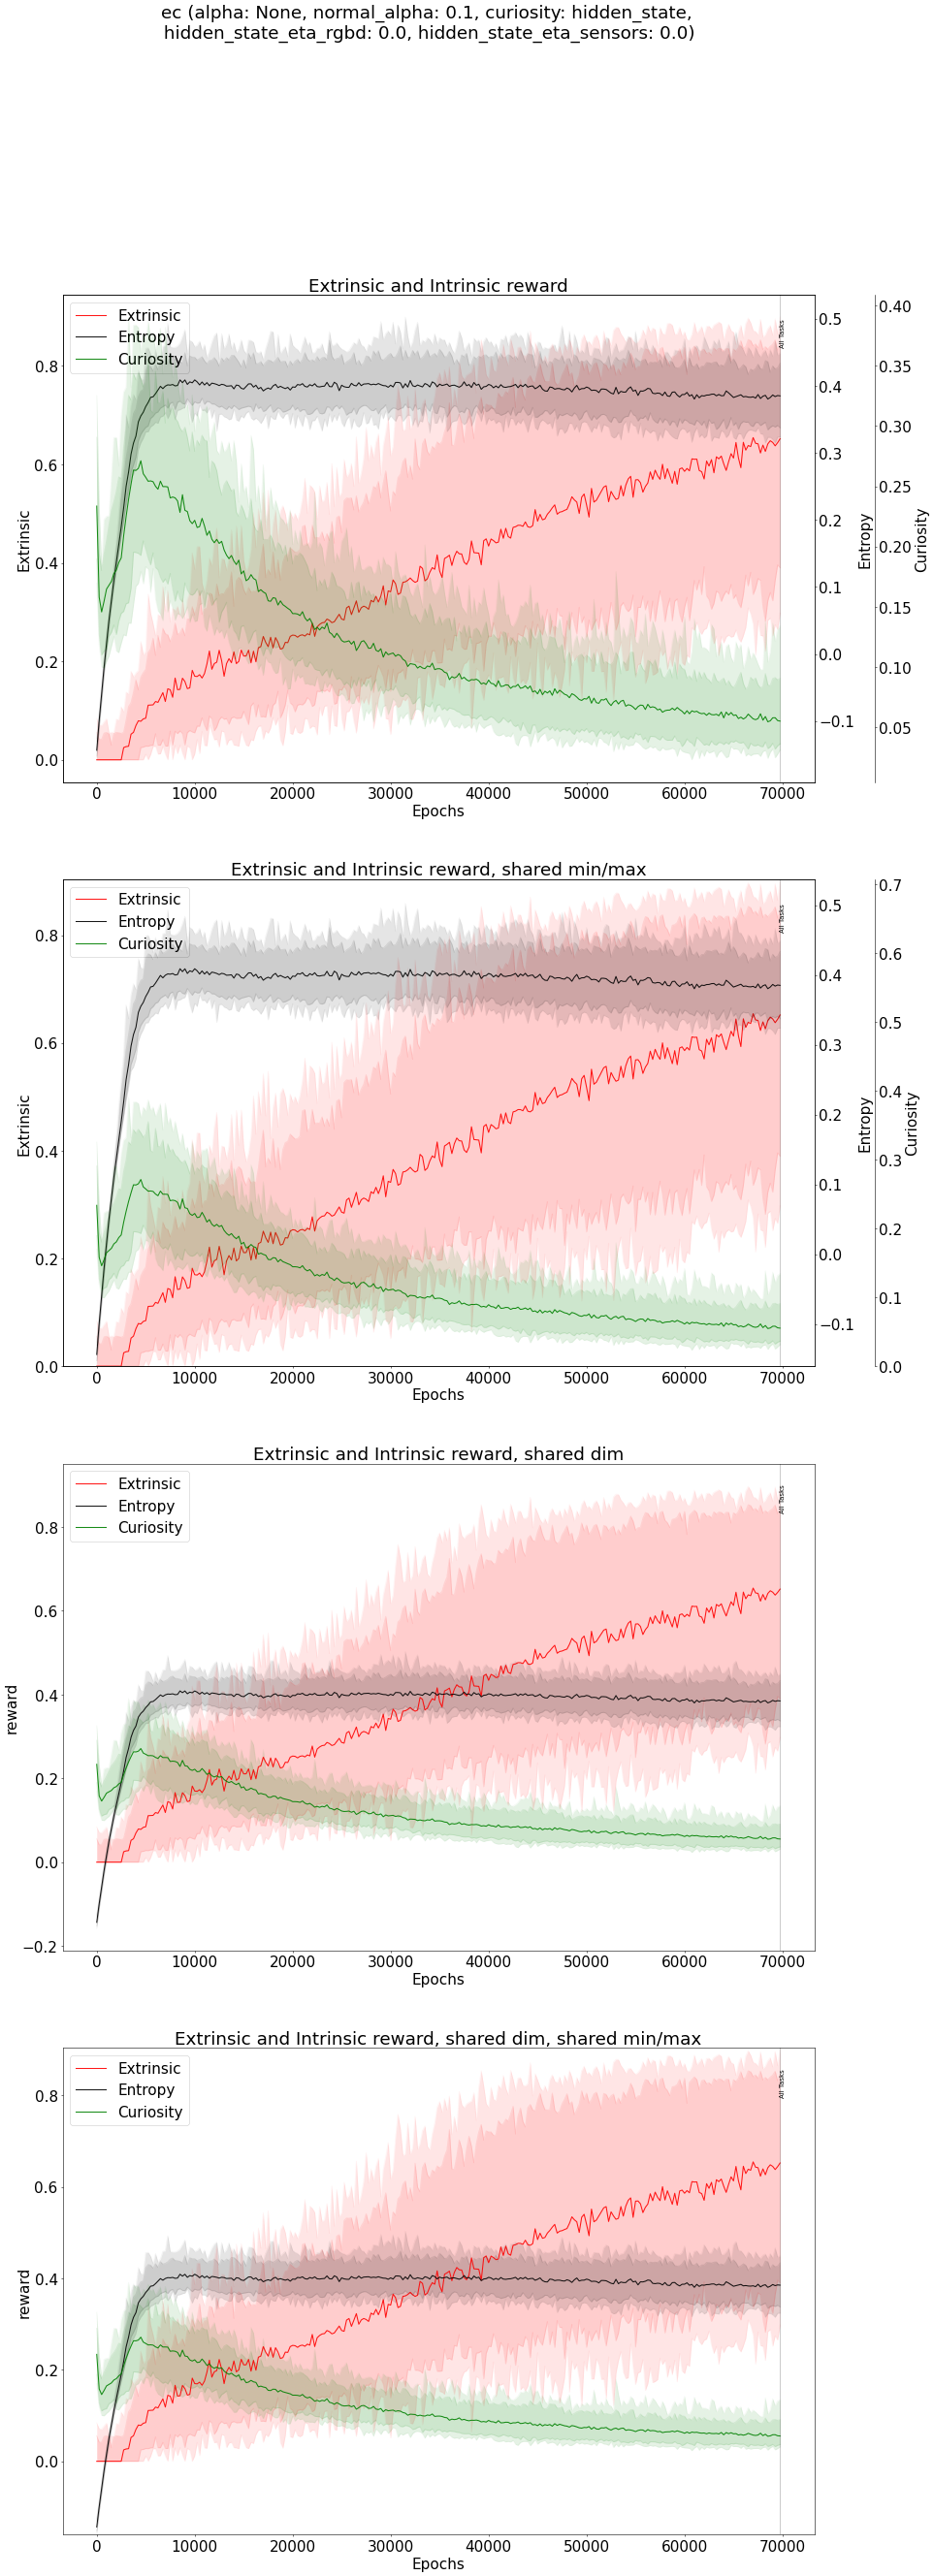 ec (alpha: None, normal_alpha: 0.1, curiosity: hidden_state,
hidden_state_eta_rgbd: 0.0, hidden_state_eta_sensors: 0.0)
Extrinsic and Intrinsic reward
Extrinsic
Entropy
Curiosity
All Tasks
0.8
0.6
0.4
0.2
0.0
Extrinsic
0.5
0.4
0.3
0.2
0.1
0.0
−0.1
Entropy
0.40
0.35
0.30
0.25
0.20
0.15
0.10
0.05
Curiosity
0 10000 20000 30000 40000 50000 60000 70000
Epochs
Extrinsic and Intrinsic reward, shared min/max
Extrinsic
Entropy
Curiosity
All Tasks
0.8
0.6
0.4
0.2
0.0
Extrinsic
0.5
0.4
0.3
0.2
0.1
0.0
−0.1
Entropy
0.7
0.6
0.5
0.4
0.3
0.2
0.1
0.0
Curiosity
0 10000 20000 30000 40000 50000 60000 70000
Epochs
Extrinsic and Intrinsic reward, shared dim
Extrinsic
Entropy
Curiosity
All Tasks
0.8
0.6
0.4
0.2
0.0
−0.2
reward
0 10000 20000 30000 40000 50000 60000 70000
Epochs
Extrinsic and Intrinsic reward, shared dim, shared min/max
Extrinsic
Entropy
Curiosity
All Tasks
0.8
0.6
0.4
0.2
0.0
reward
0 10000 20000 30000 40000 50000 60000 70000
Epochs